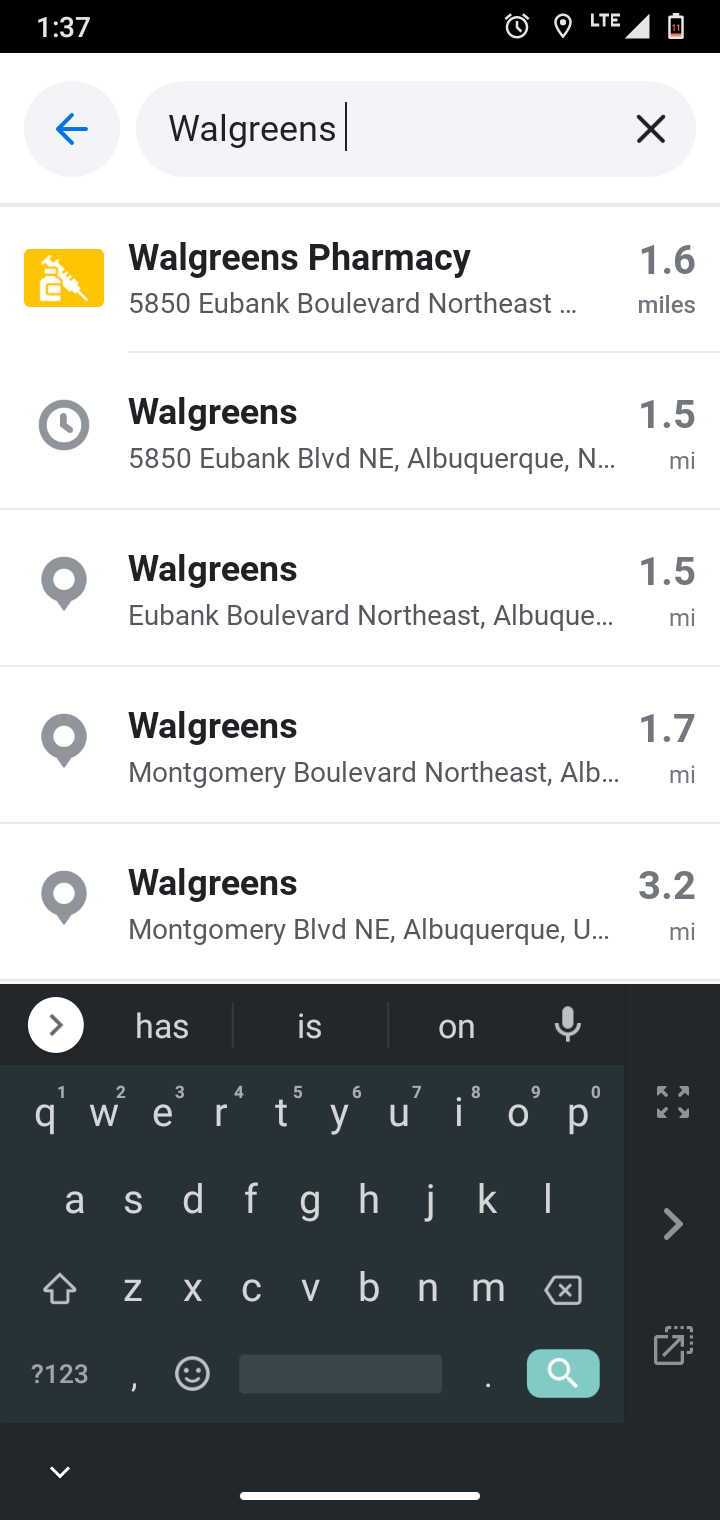 1:37 LTE 11
Walgreens
Walgreens Pharmacy 1.6
5850 Eubank Boulevard Northeast ... miles
Walgreens 1.5
5850 Eubank Blvd NE, Albuquerque, N... mi
Walgreens 1.5
Eubank Boulevard Northeast, Albuque... mi
Walgreens 1.7
Montgomery Boulevard Northeast, Alb... mi
Walgreens 3.2
Montgomery Blvd NE, Albuquerque, U... mi
has is on
1 2 3 4 5 6 7 8 9 0
q w e r t y u i o p
a s d f g h j k l
z x c v b n m
?123 , .